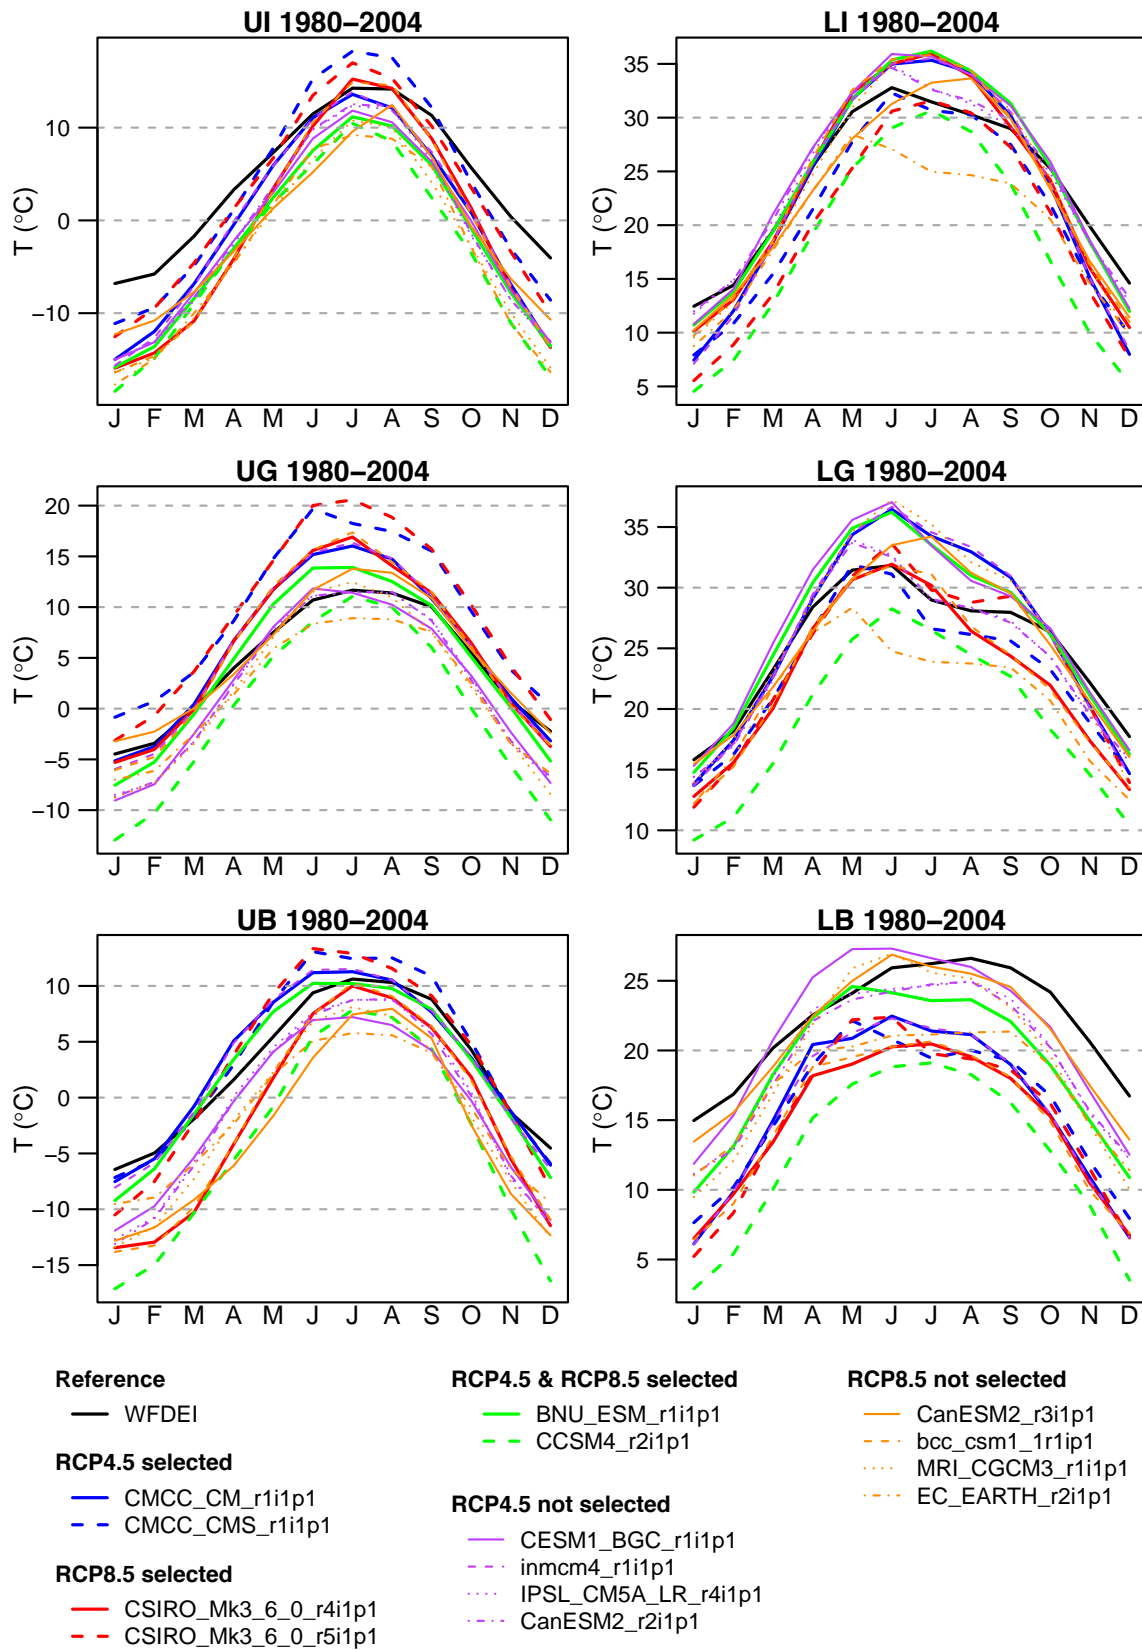 UI 1980−2004
T (°C)
10
0
−10
J F M A M J J A S O N D
LI 1980−2004
T (°C)
35
30
25
20
15
10
5
J F M A M J J A S O N D
UG 1980−2004
T (°C)
20
15
10
5
0
−5
−10
J F M A M J J A S O N D
LG 1980−2004
T (°C)
35
30
25
20
15
10
J F M A M J J A S O N D
UB 1980−2004
T (°C)
10
5
0
−5
−10
−15
J F M A M J J A S O N D
LB 1980−2004
T (°C)
25
20
15
10
5
J F M A M J J A S O N D
Reference
WFDEI
RCP4.5 selected
CMCC_CM_r1i1p1
CMCC_CMS_r1i1p1
RCP8.5 selected
CSIRO_Mk3_6_0_r4i1p1
CSIRO_Mk3_6_0_r5i1p1
RCP4.5 & RCP8.5 selected
BNU_ESM_r1i1p1
CCSM4_r2i1p1
RCP4.5 not selected
CESM1_BGC_r1i1p1
inmcm4_r1i1p1
IPSL_CM5A_LR_r4i1p1
CanESM2_r2i1p1
RCP8.5 not selected
CanESM2_r3i1p1
bcc_csm1_1r1ip1
MRI_CGCM3_r1i1p1
EC_EARTH_r2i1p1